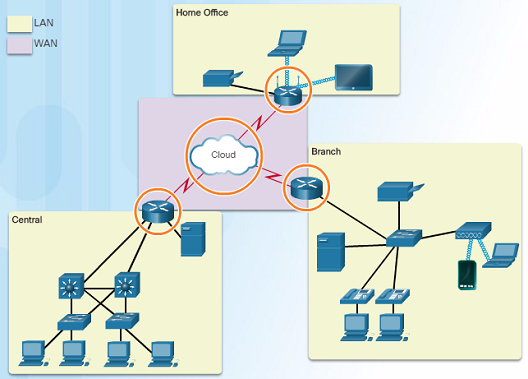 LAN
WAN
Home Office
Cloud
Branch
Central